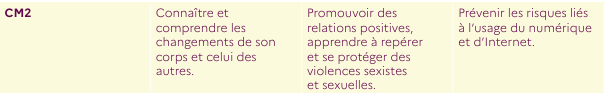 CM2
Connaître et
comprendre les
changements de son
corps et celui des
autres.
Promouvoir des
relations positives,
apprendre à repérer
et se protéger des
violences sexistes
et sexuelles.
Prévenir les risques liés
à l'usage du numérique
et d'Internet.